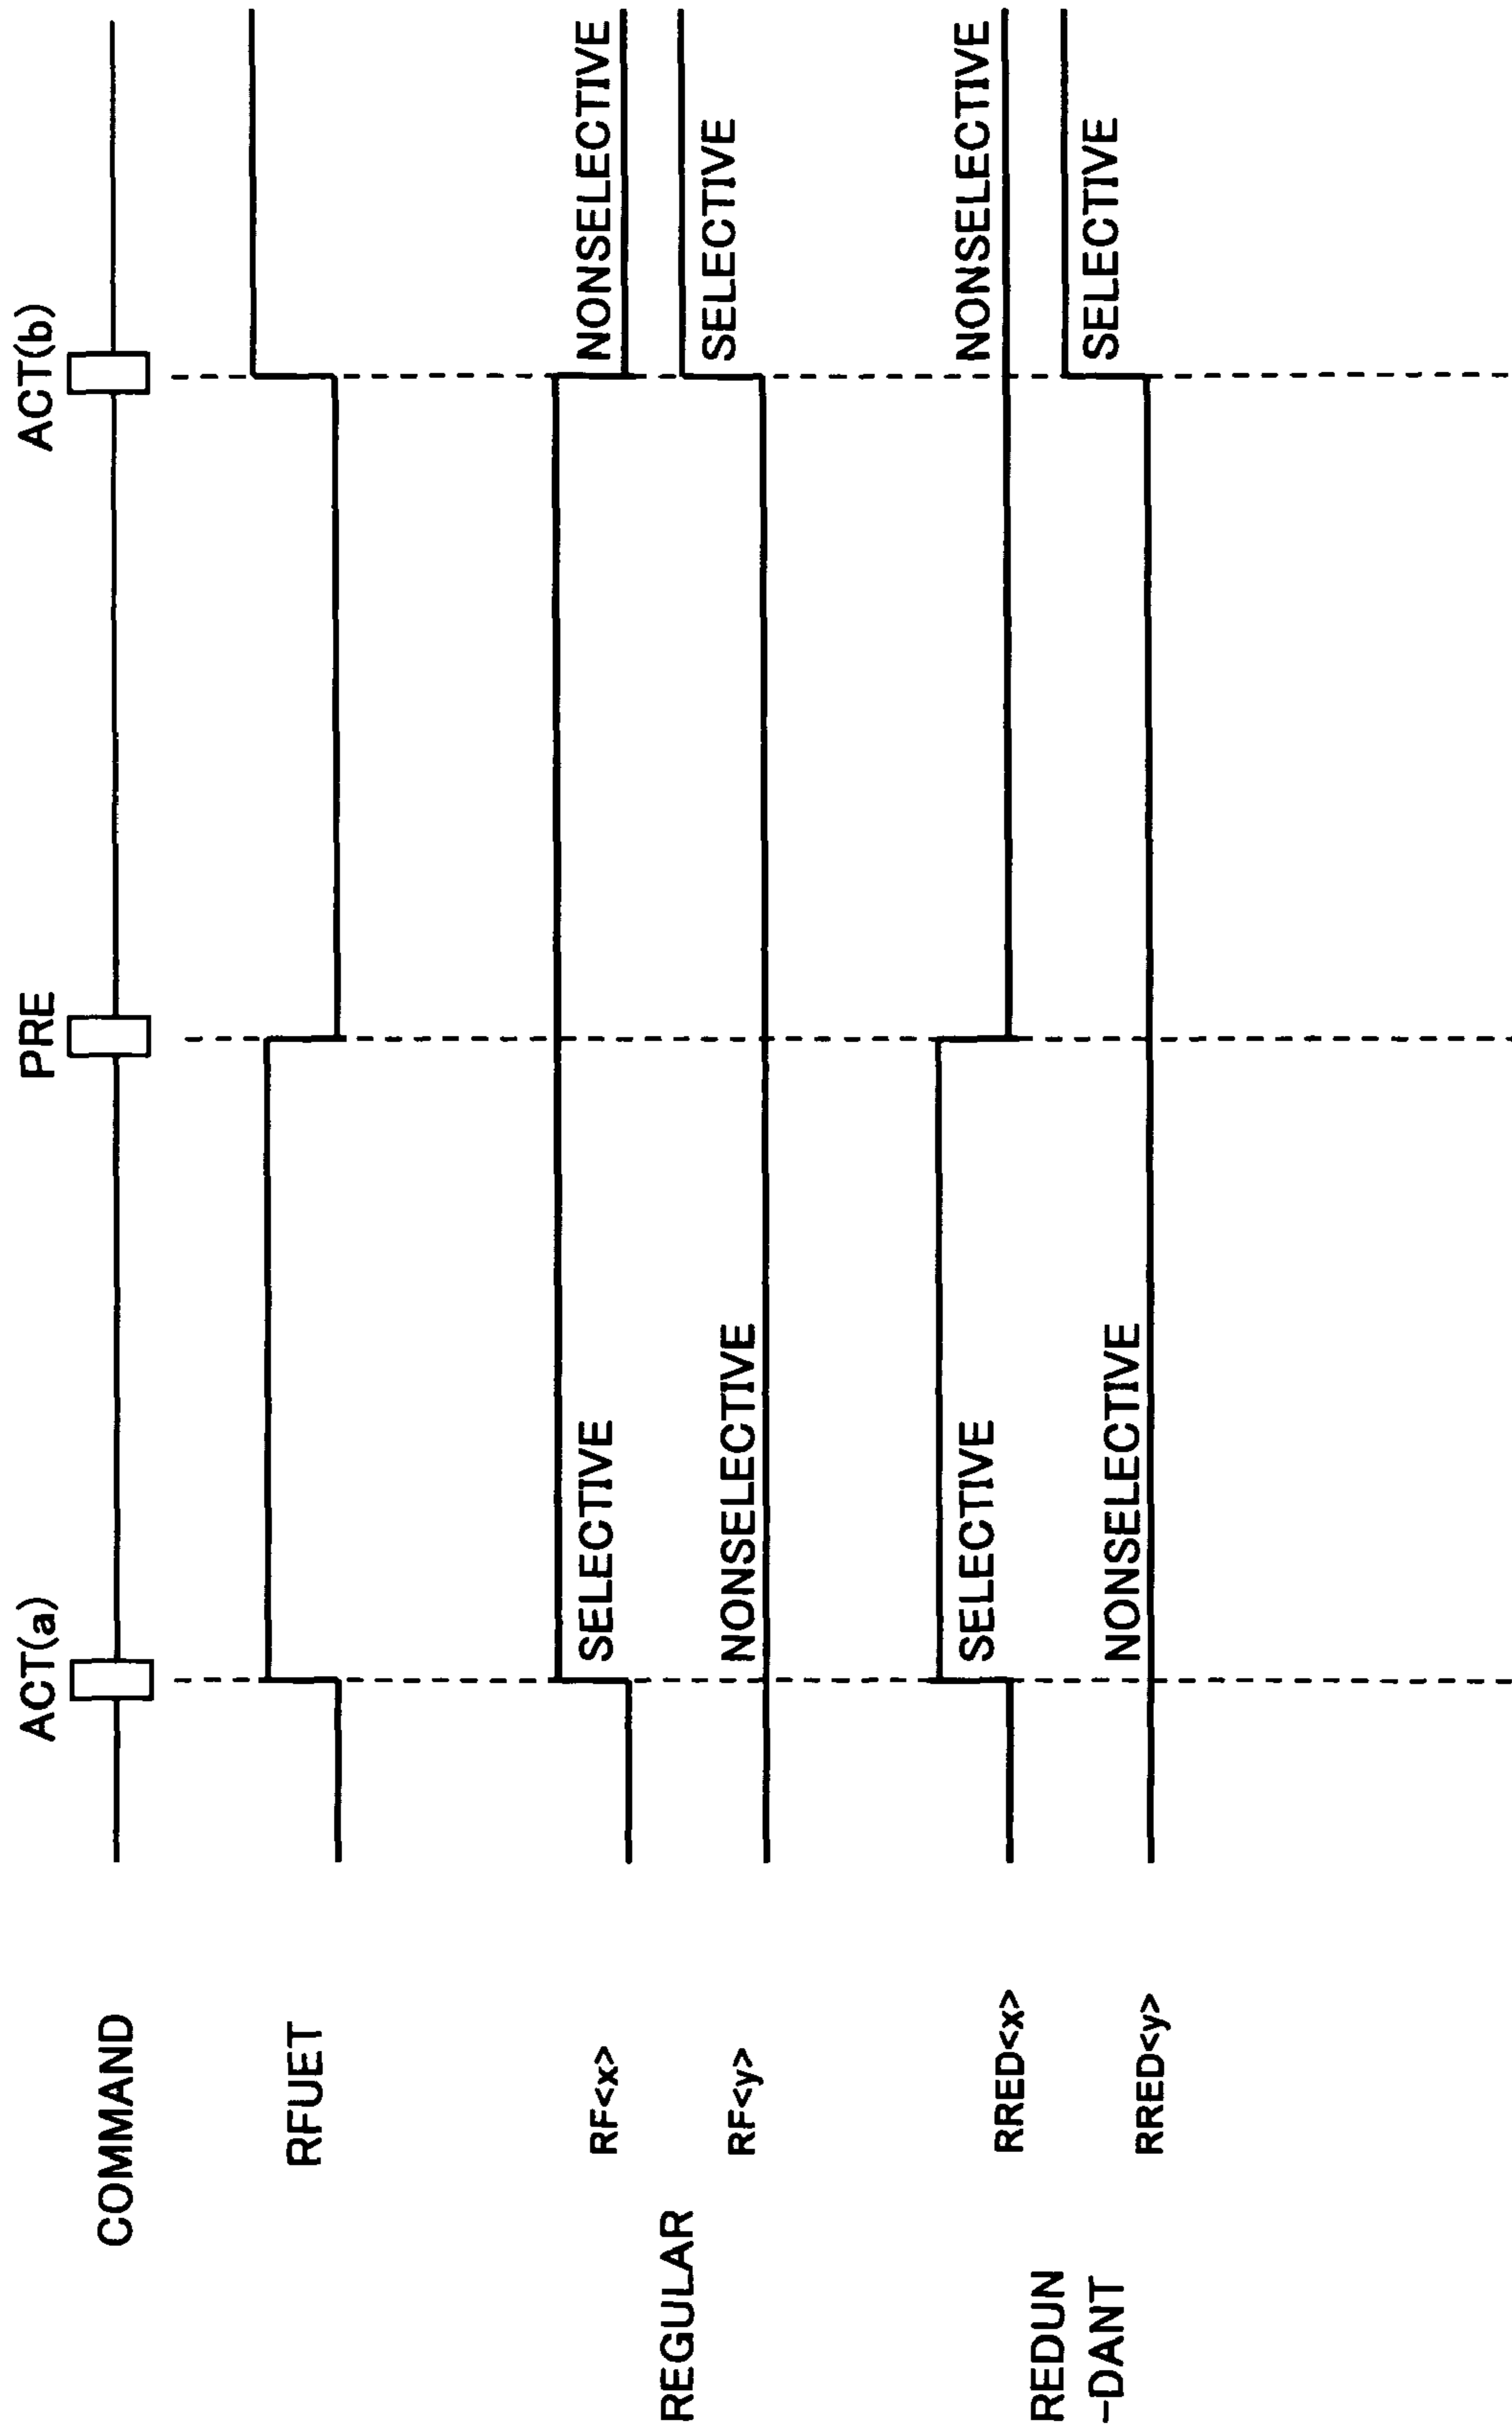 ACT(a)
PRE
ACT(b)
COMMAND
RFUET
REGULAR
RF<x>
SELECTIVE
NONSELECTIVE
RF<y>
NONSELECTIVE
SELECTIVE
REDUN
-DANT
RRED<x>
SELECTIVE
NONSELECTIVE
RRED<y>
NONSELECTIVE
SELECTIVE